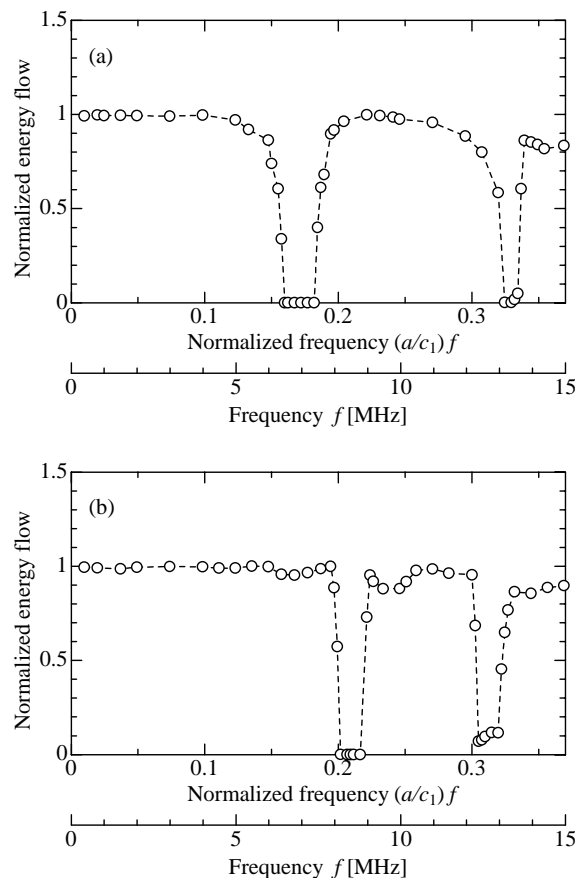 1.5
(a)
1
Normalized energy flow
0.5
0
0 0.1 0.2 0.3
Normalized frequency (a/c₁) f
0 5 10 15
Frequency f [MHz]
1.5
(b)
1
Normalized energy flow
0.5
0
0 0.1 0.2 0.3
Normalized frequency (a/c₁) f
0 5 10 15
Frequency f [MHz]